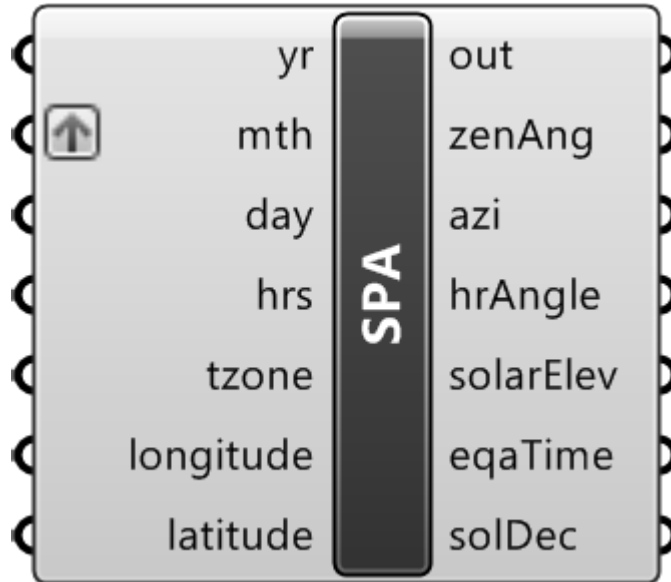 yr out
mth zenAng
day azi
hrs hrAngle
SPA
tzone solarElev
longitude eqaTime
latitude solDec